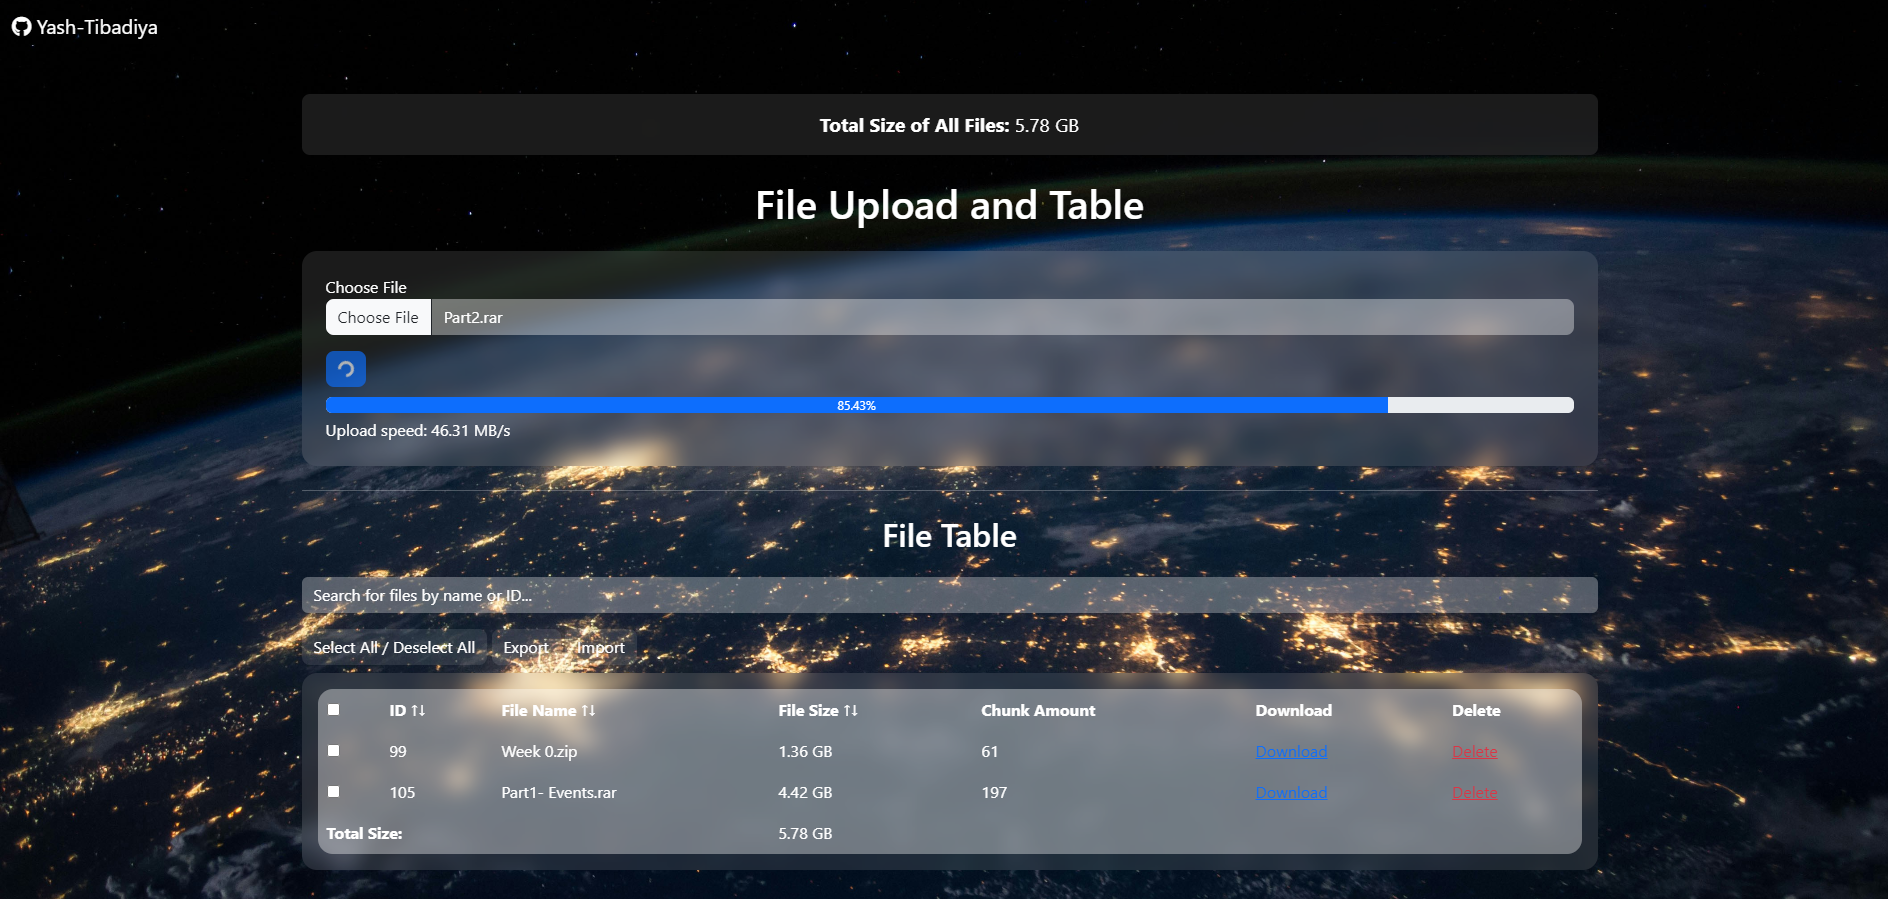 Yash-Tibadiya
Total Size of All Files: 5.78 GB
File Upload and Table
Choose File
Choose File Part2.rar
85.43%
Upload speed: 46.31 MB/s
File Table
Search for files by name or ID...
Select All / Deselect All Export Import
ID ↑↓ File Name ↑↓ File Size ↑↓ Chunk Amount Download Delete
99 Week 0.zip 1.36 GB 61 Download Delete
105 Part1- Events.rar 4.42 GB 197 Download Delete
Total Size: 5.78 GB